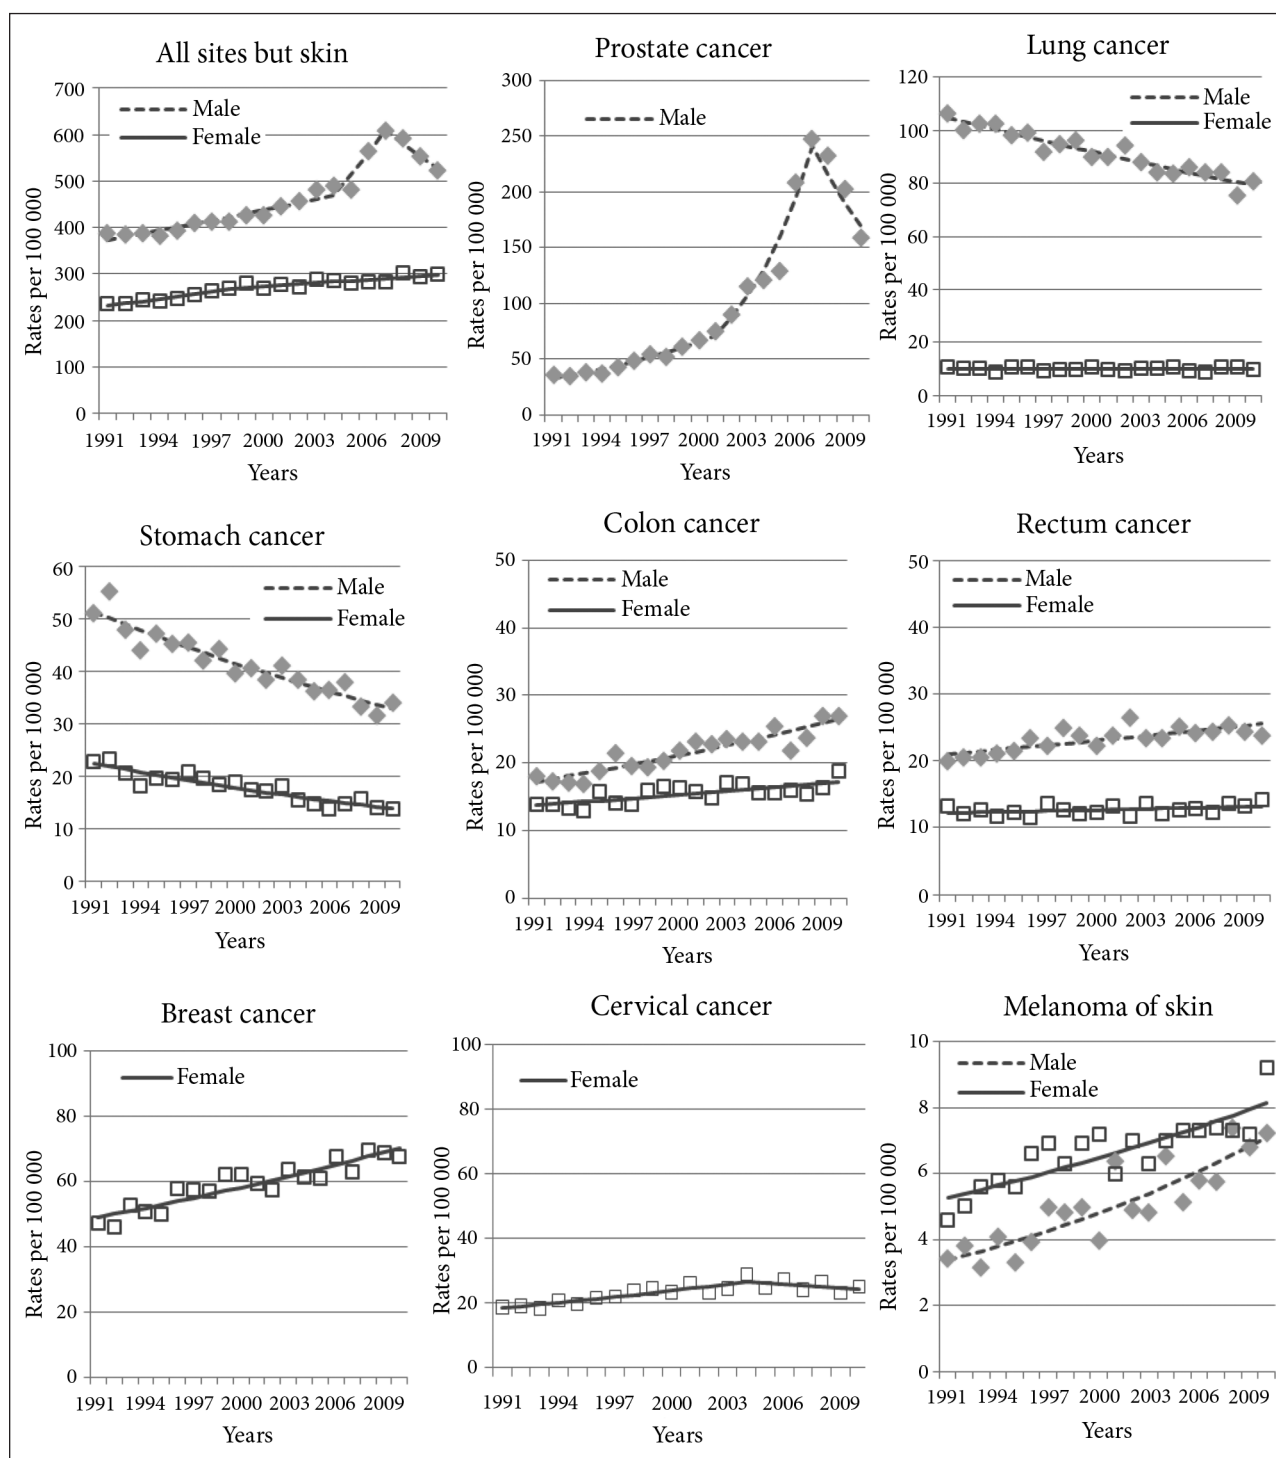 All sites but skin
700
600
500
400
300
200
100
0
Rates per 100 000
Male
Female
1991 1994 1997 2000 2003 2006 2009
Years
Prostate cancer
300
250
200
150
100
50
0
Rates per 100 000
Male
1991 1994 1997 2000 2003 2006 2009
Years
Lung cancer
120
100
80
60
40
20
0
Rates per 100 000
Male
Female
1991 1994 1997 2000 2003 2006 2009
Years
Stomach cancer
60
50
40
30
20
10
0
Rates per 100 000
Male
Female
1991 1994 1997 2000 2003 2006 2009
Years
Colon cancer
50
40
30
20
10
0
Rates per 100 000
Male
Female
1991 1994 1997 2000 2003 2006 2009
Years
Rectum cancer
50
40
30
20
10
0
Rates per 100 000
Male
Female
1991 1994 1997 2000 2003 2006 2009
Years
Breast cancer
100
80
60
40
20
0
Rates per 100 000
Female
1991 1994 1997 2000 2003 2006 2009
Years
Cervical cancer
100
80
60
40
20
0
Rates per 100 000
Female
1991 1994 1997 2000 2003 2006 2009
Years
Melanoma of skin
10
8
6
4
2
0
Rates per 100 000
Male
Female
1991 1994 1997 2000 2003 2006 2009
Years